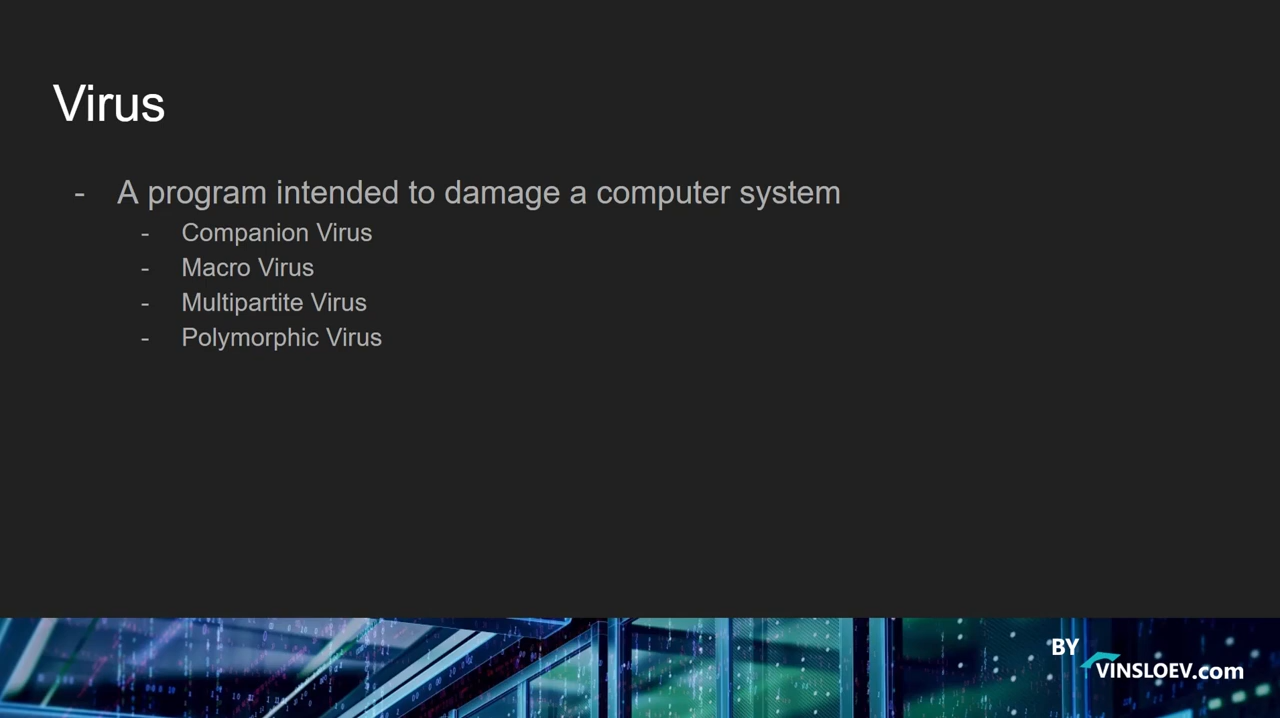 Virus
- A program intended to damage a computer system
- Companion Virus
- Macro Virus
- Multipartite Virus
- Polymorphic Virus
BY
VINSLOEV.com